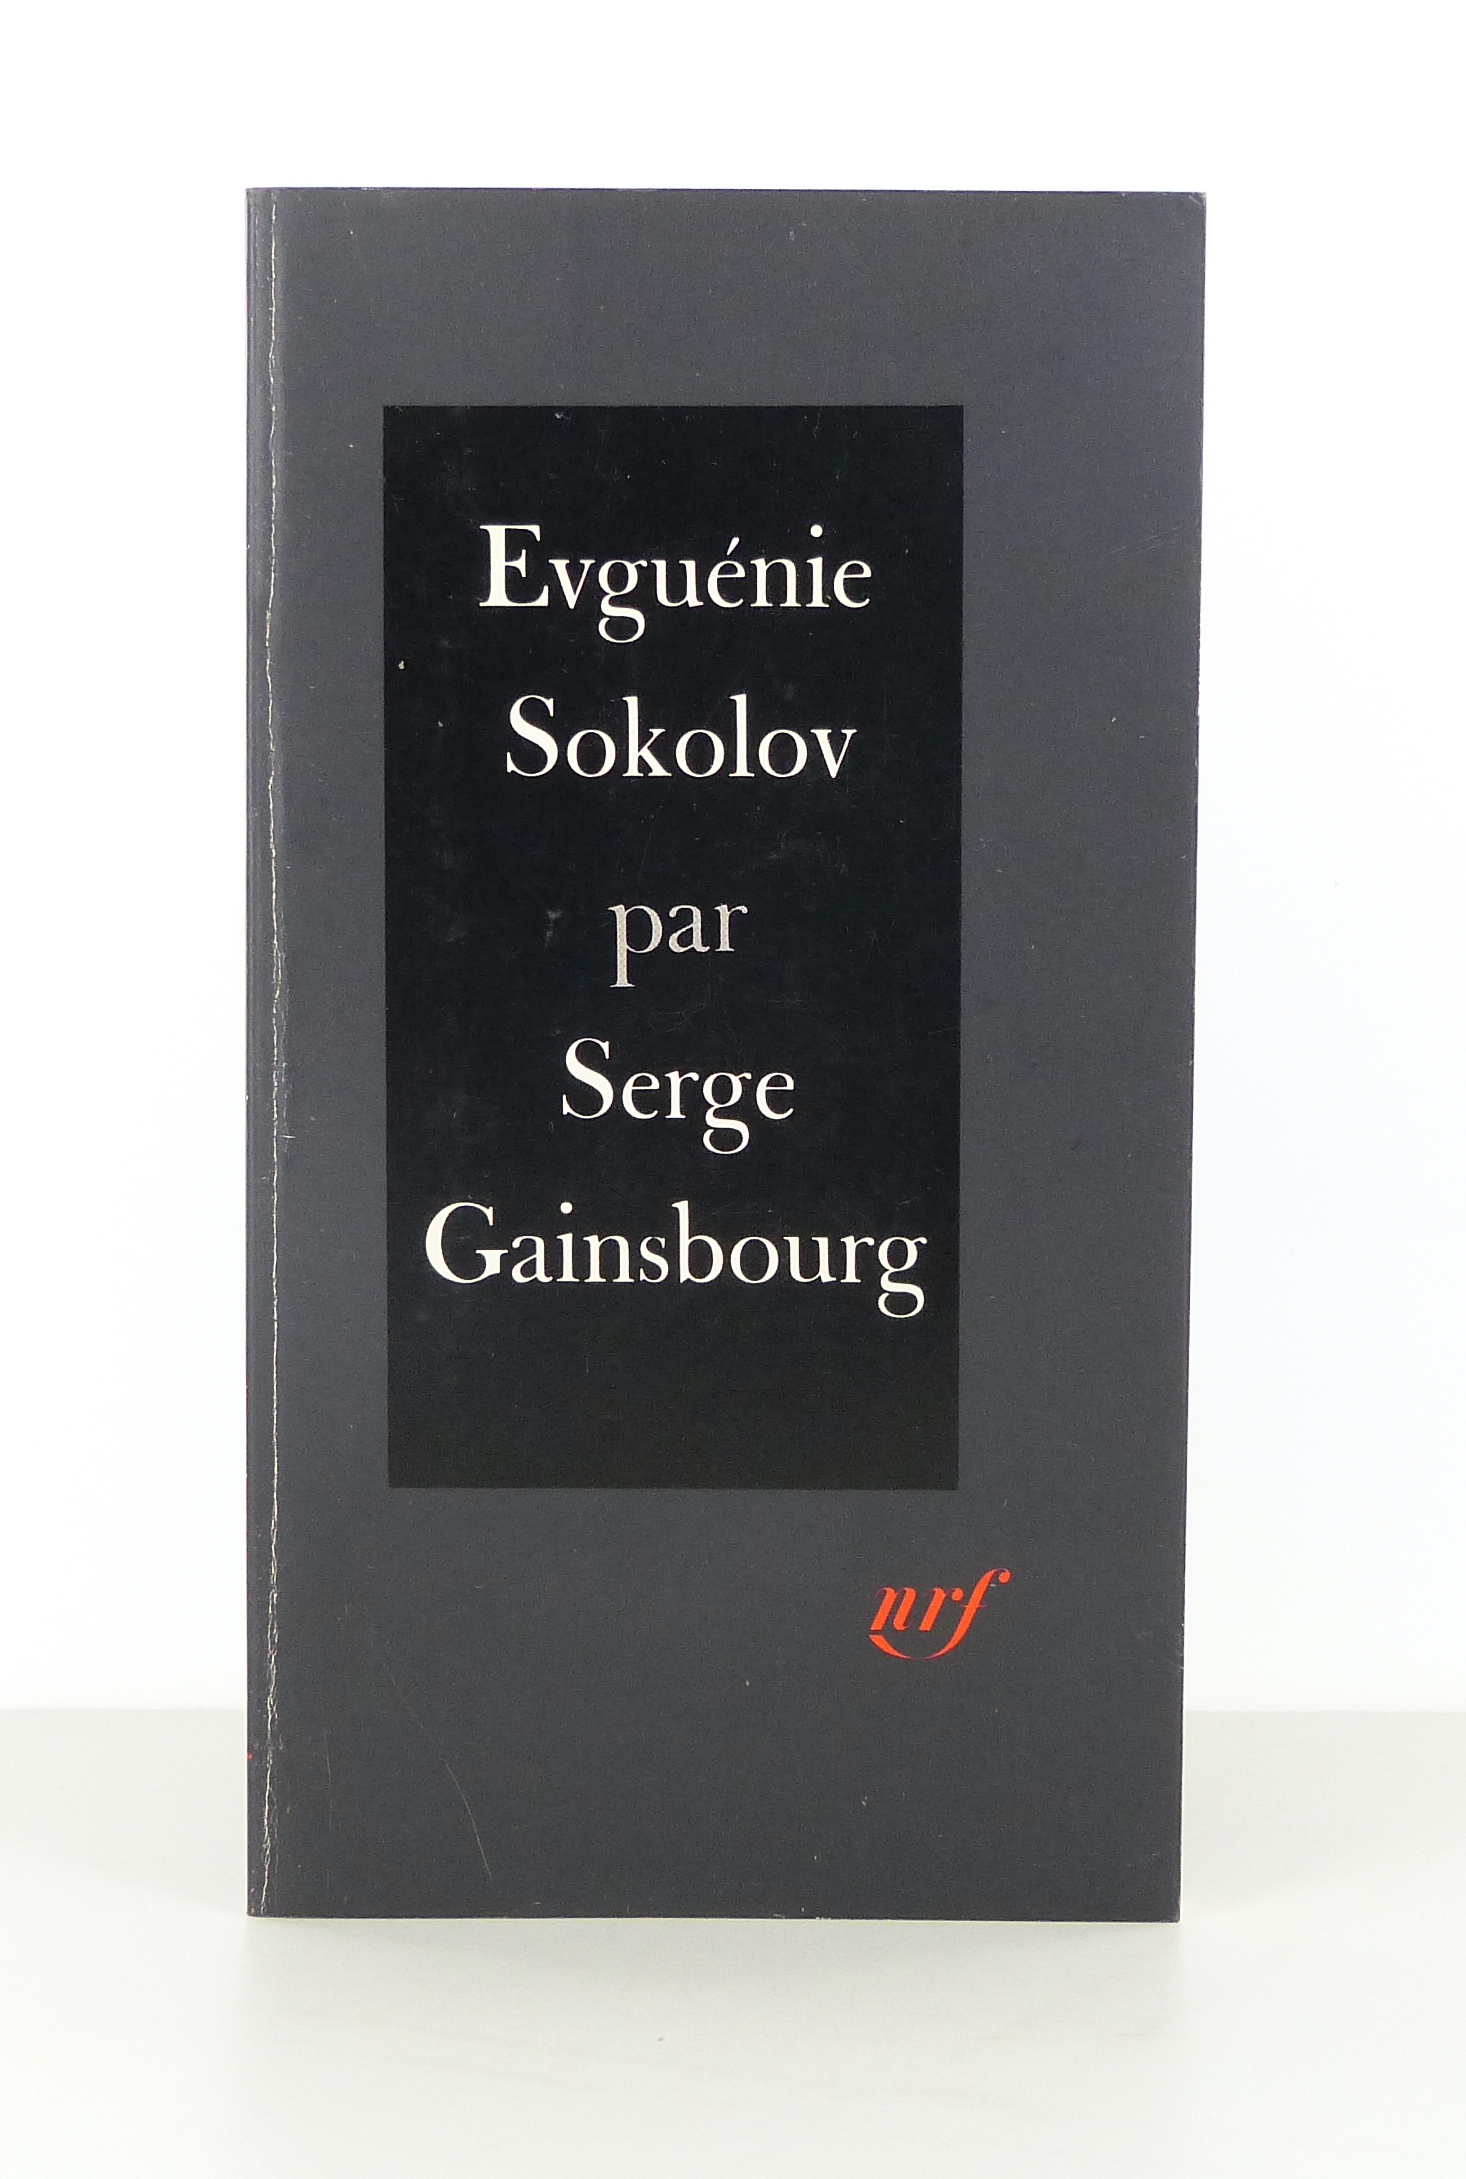 Evguénie
Sokolov
par
Serge
Gainsbourg
nrf